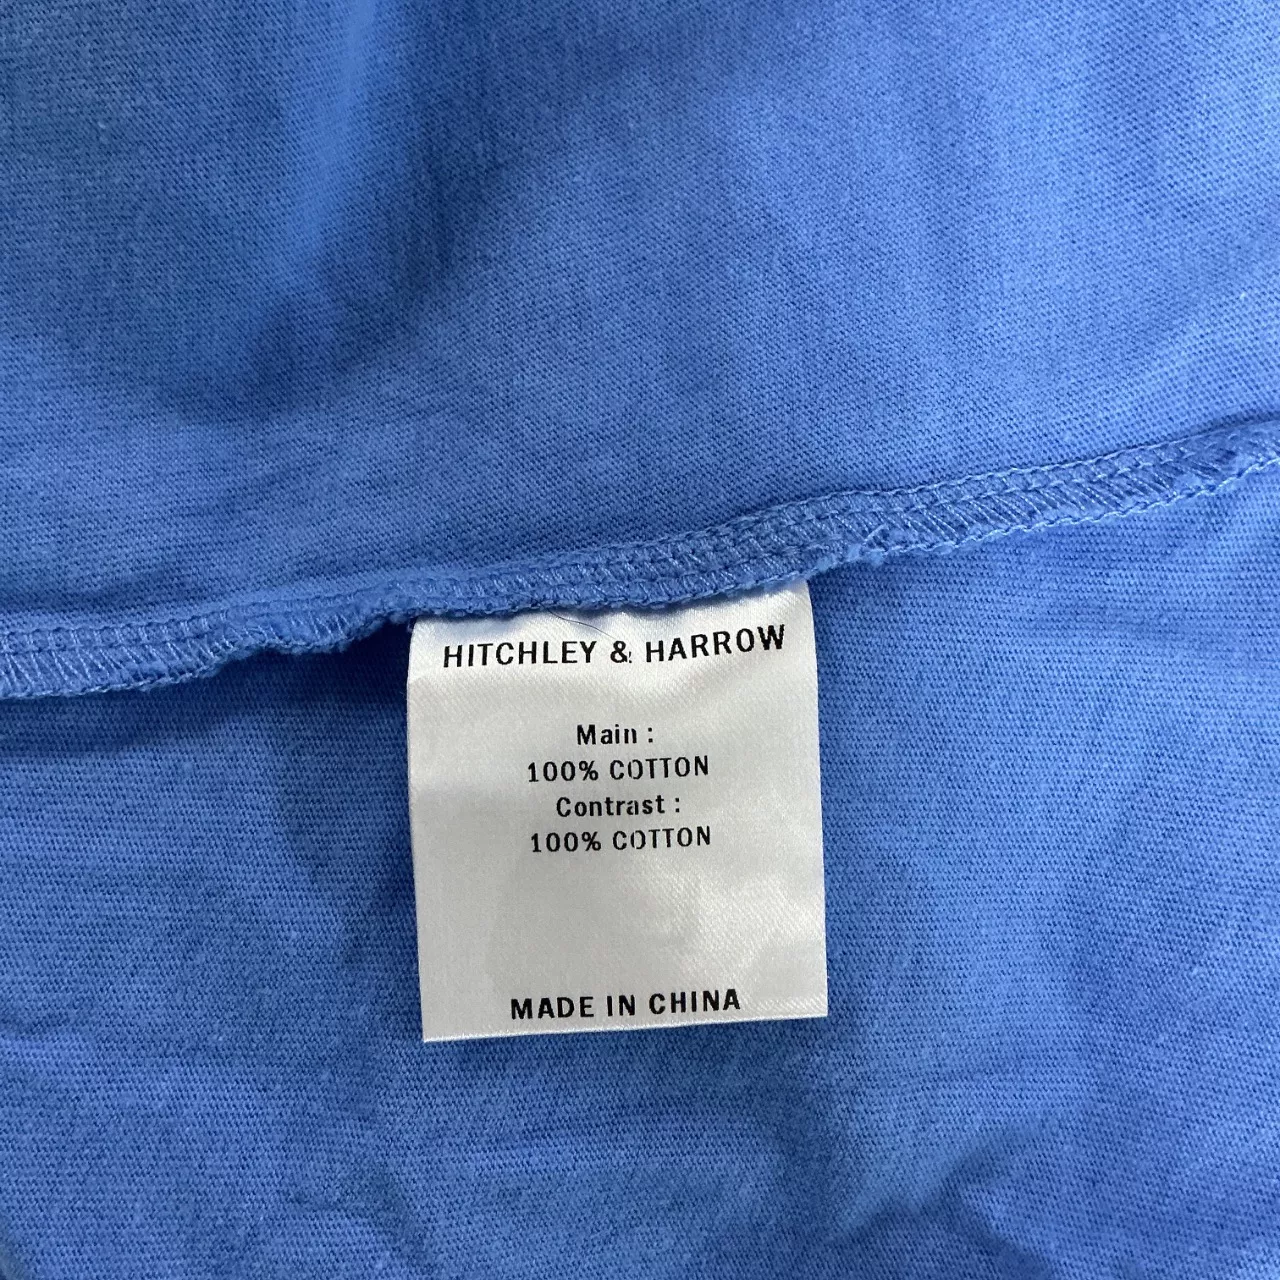 HITCHLEY & HARROW
Main :
100% COTTON
Contrast :
100% COTTON
MADE IN CHINA